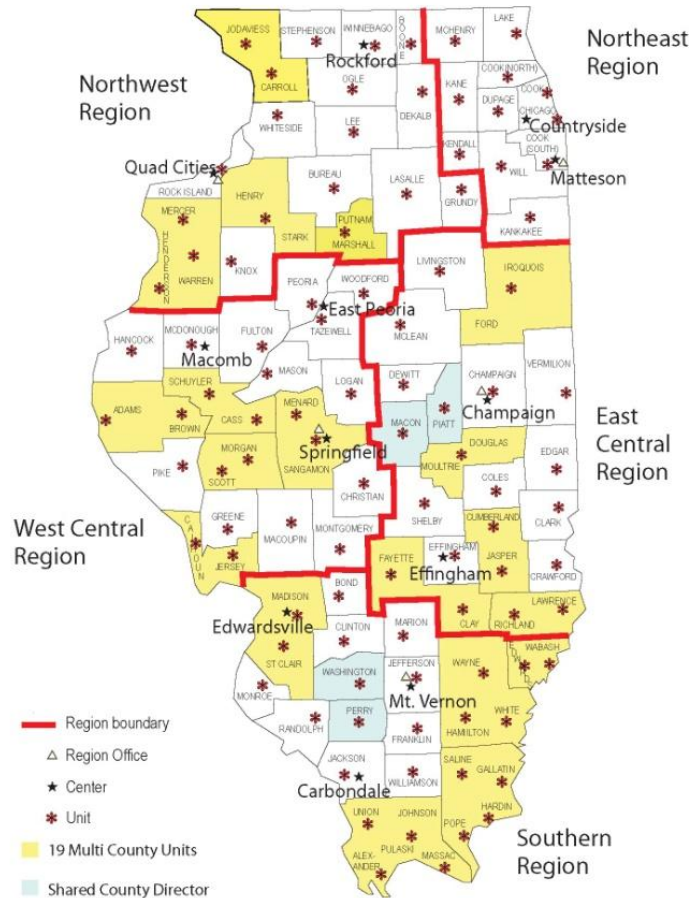 JODAVIESS
STEPHENSON
WINNEBAGO
BOONE
MCHENRY
LAKE
Northeast
Region
Rockford
CARROLL
OGLE
Northwest
Region
KANE
COOK(NORTH)
DUPAGE
COOK
CHICAGO
Countryside
WHITESIDE
LEE
DEKALB
KENDALL
COOK
(SOUTH)
WILL
Matteson
Quad Cities
ROCK ISLAND
BUREAU
LASALLE
GRUNDY
HENRY
PUTNAM
KANKAKEE
MERCER
STARK
MARSHALL
HENDERSON
WARREN
KNOX
PEORIA
WOODFORD
LIVINGSTON
IROQUOIS
East Peoria
TAZEWELL
FORD
HANCOCK
MCDONOUGH
FULTON
MCLEAN
Macomb
MASON
SCHUYLER
LOGAN
DEWITT
CHAMPAIGN
VERMILION
ADAMS
BROWN
CASS
MENARD
PIATT
Champaign
MACON
East
Central
Region
Springfield
MORGAN
SCOTT
SANGAMON
DOUGLAS
MOULTRIE
EDGAR
PIKE
CHRISTIAN
COLES
West Central
Region
GREENE
MACOUPIN
MONTGOMERY
SHELBY
CUMBERLAND
CLARK
CALHOUN
JERSEY
FAYETTE
EFFINGHAM
Effingham
JASPER
CRAWFORD
MADISON
BOND
CLAY
RICHLAND
LAWRENCE
Edwardsville
CLINTON
MARION
ST CLAIR
WAYNE
WABASH
WASHINGTON
JEFFERSON
Mt. Vernon
MONROE
RANDOLPH
PERRY
HAMIILTON
WHITE
FRANKLIN
JACKSON
Carbondale
WILLIAMSON
SALINE
GALLATIN
UNION
JOHNSON
POPE
HARDIN
ALEX-
ANDER
PULASKI
MASSAC
Southern
Region
Region boundary
Region Office
Center
Unit
19 Multi County Units
Shared County Director